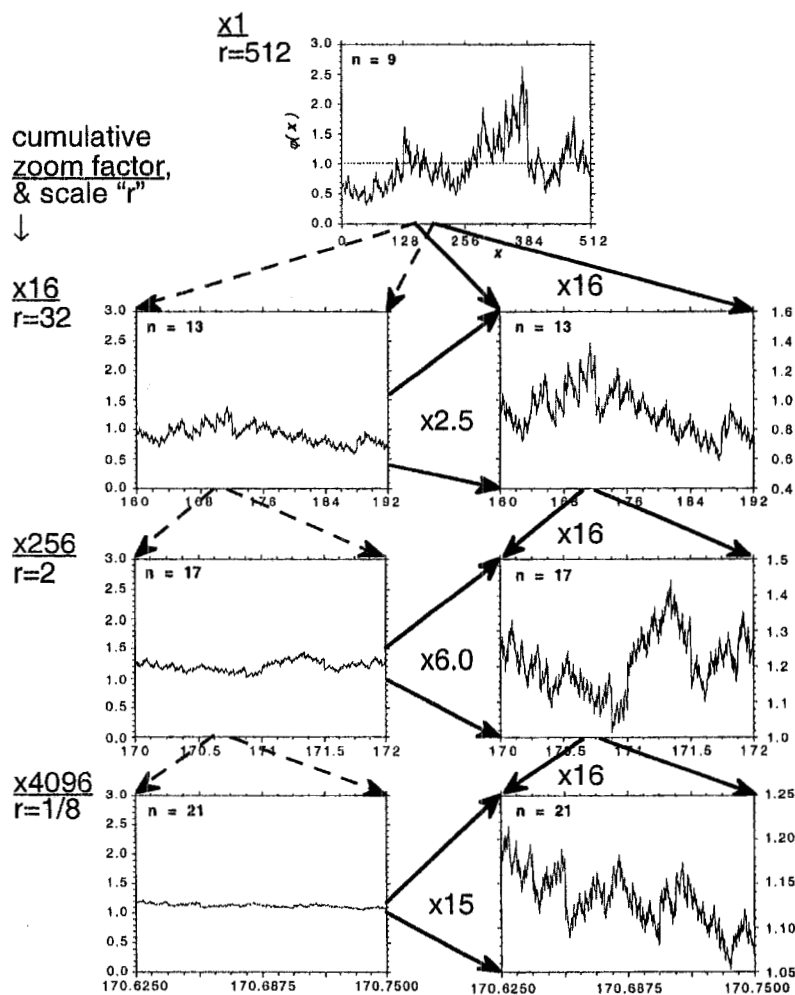 x1
r=512
3.0
2.5
2.0
1.5
1.0
0.5
0.0
n = 9
φ(x)
0 128 256 384 512
x
cumulative
zoom factor,
& scale “r”
↓
x16
r=32
3.0
2.5
2.0
1.5
1.0
0.5
0.0
n = 13
160 168 176 184 192
x2.5
x16
n = 13
1.6
1.4
1.2
1.0
0.8
0.6
0.4
160 168 176 184 192
x256
r=2
3.0
2.5
2.0
1.5
1.0
0.5
0.0
n = 17
170 170.5 171 171.5 172
x6.0
x16
n = 17
1.5
1.4
1.3
1.2
1.1
1.0
170 170.5 171 171.5 172
x4096
r=1/8
3.0
2.5
2.0
1.5
1.0
0.5
0.0
n = 21
170.6250 170.6875 170.7500
x15
x16
n = 21
1.25
1.20
1.15
1.10
1.05
170.6250 170.6875 170.7500